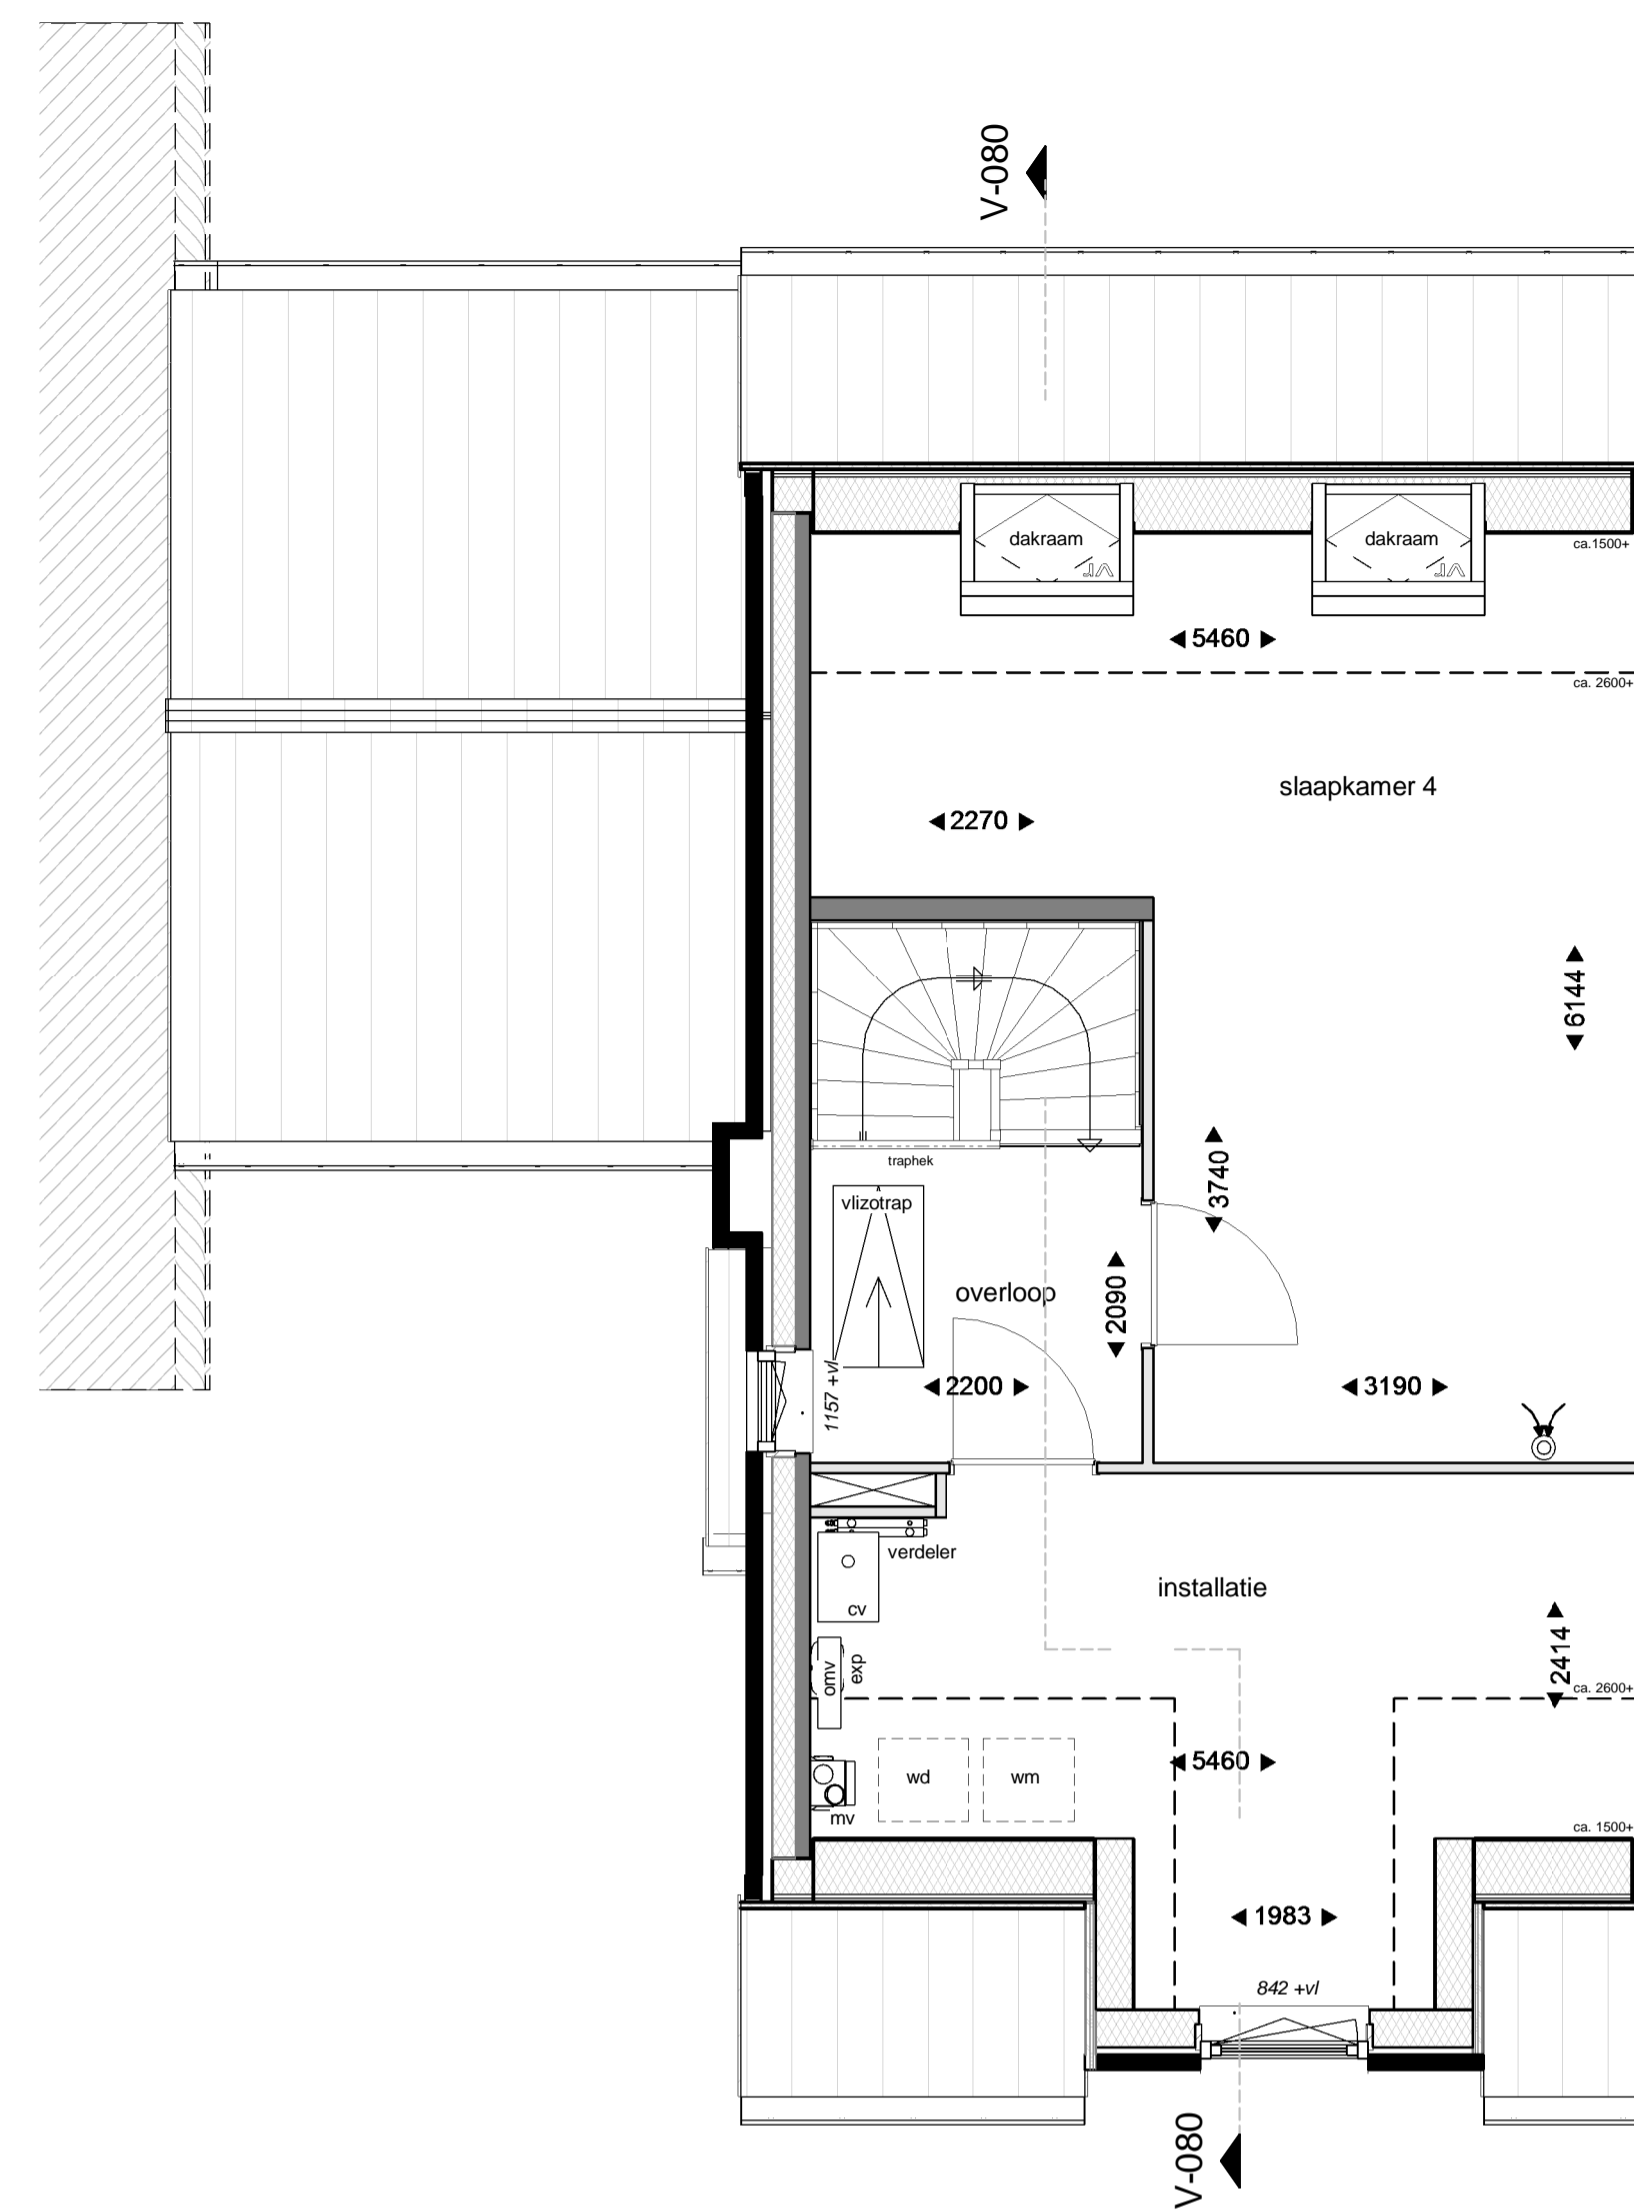 V-080
dakraam
dakraam
vr
vr
ca.1500+
5460
ca. 2600+
slaapkamer 4
2270
6144
traphek
3740
vlizotrap
overloop
2090
1157 +vl
2200
3190
verdeler
installatie
cv
2414
omv
exp
ca. 2600+
5460
wd
wm
mv
ca. 1500+
1983
842 +vl
V-080